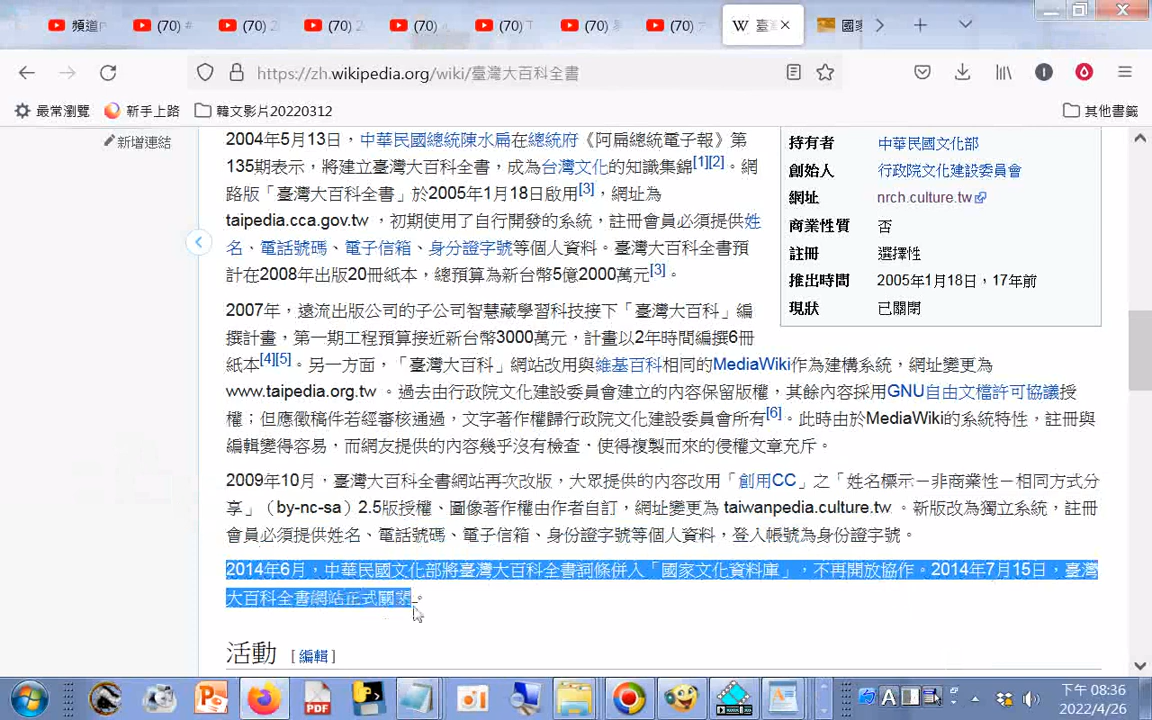 頻道
(70)
(70) 2
(70) 2
(70)
(70) T
(70)
(70)
臺
國家
https://zh.wikipedia.org/wiki/臺灣大百科全書
最常瀏覽
新手上路
韓文影片20220312
其他書籤
新增連結
2004年5月13日，中華民國總統陳水扁在總統府《阿扁總統電子報》第
135期表示，將建立臺灣大百科全書，成為台灣文化的知識集錦[1][2]。網
路版「臺灣大百科全書」於2005年1月18日啟用[3]，網址為
taipedia.cca.gov.tw ，初期使用了自行開發的系統，註冊會員必須提供姓
名、電話號碼、電子信箱、身分證字號等個人資料。臺灣大百科全書預
計在2008年出版20冊紙本，總預算為新台幣5億2000萬元[3]。
持有者 中華民國文化部
創始人 行政院文化建設委員會
網址 nrch.culture.tw
商業性質 否
註冊 選擇性
推出時間 2005年1月18日，17年前
現狀 已關閉
2007年，遠流出版公司的子公司智慧藏學習科技接下「臺灣大百科」編
撰計畫，第一期工程預算接近新台幣3000萬元，計畫以2年時間編撰6冊
紙本[4][5]。另一方面，「臺灣大百科」網站改用與維基百科相同的MediaWiki作為建構系統，網址變更為
www.taipedia.org.tw 。過去由行政院文化建設委員會建立的內容保留版權，其餘內容採用GNU自由文檔許可協議授
權；但應徵稿件若經審核通過，文字著作權歸行政院文化建設委員會所有[6]。此時由於MediaWiki的系統特性，註冊與
編輯變得容易，而網友提供的內容幾乎沒有檢查、使得複製而來的侵權文章充斥。
2009年10月，臺灣大百科全書網站再次改版，大眾提供的內容改用「創用CC」之「姓名標示－非商業性－相同方式分
享」（by-nc-sa）2.5版授權、圖像著作權由作者自訂，網址變更為 taiwanpedia.culture.tw 。新版改為獨立系統，註冊
會員必須提供姓名、電話號碼、電子信箱、身份證字號等個人資料，登入帳號為身份證字號。
2014年6月，中華民國文化部將臺灣大百科全書詞條併入「國家文化資料庫」，不再開放協作。2014年7月15日，臺灣
大百科全書網站正式關閉。
活動 [編輯]
下午 08:36
2022/4/26